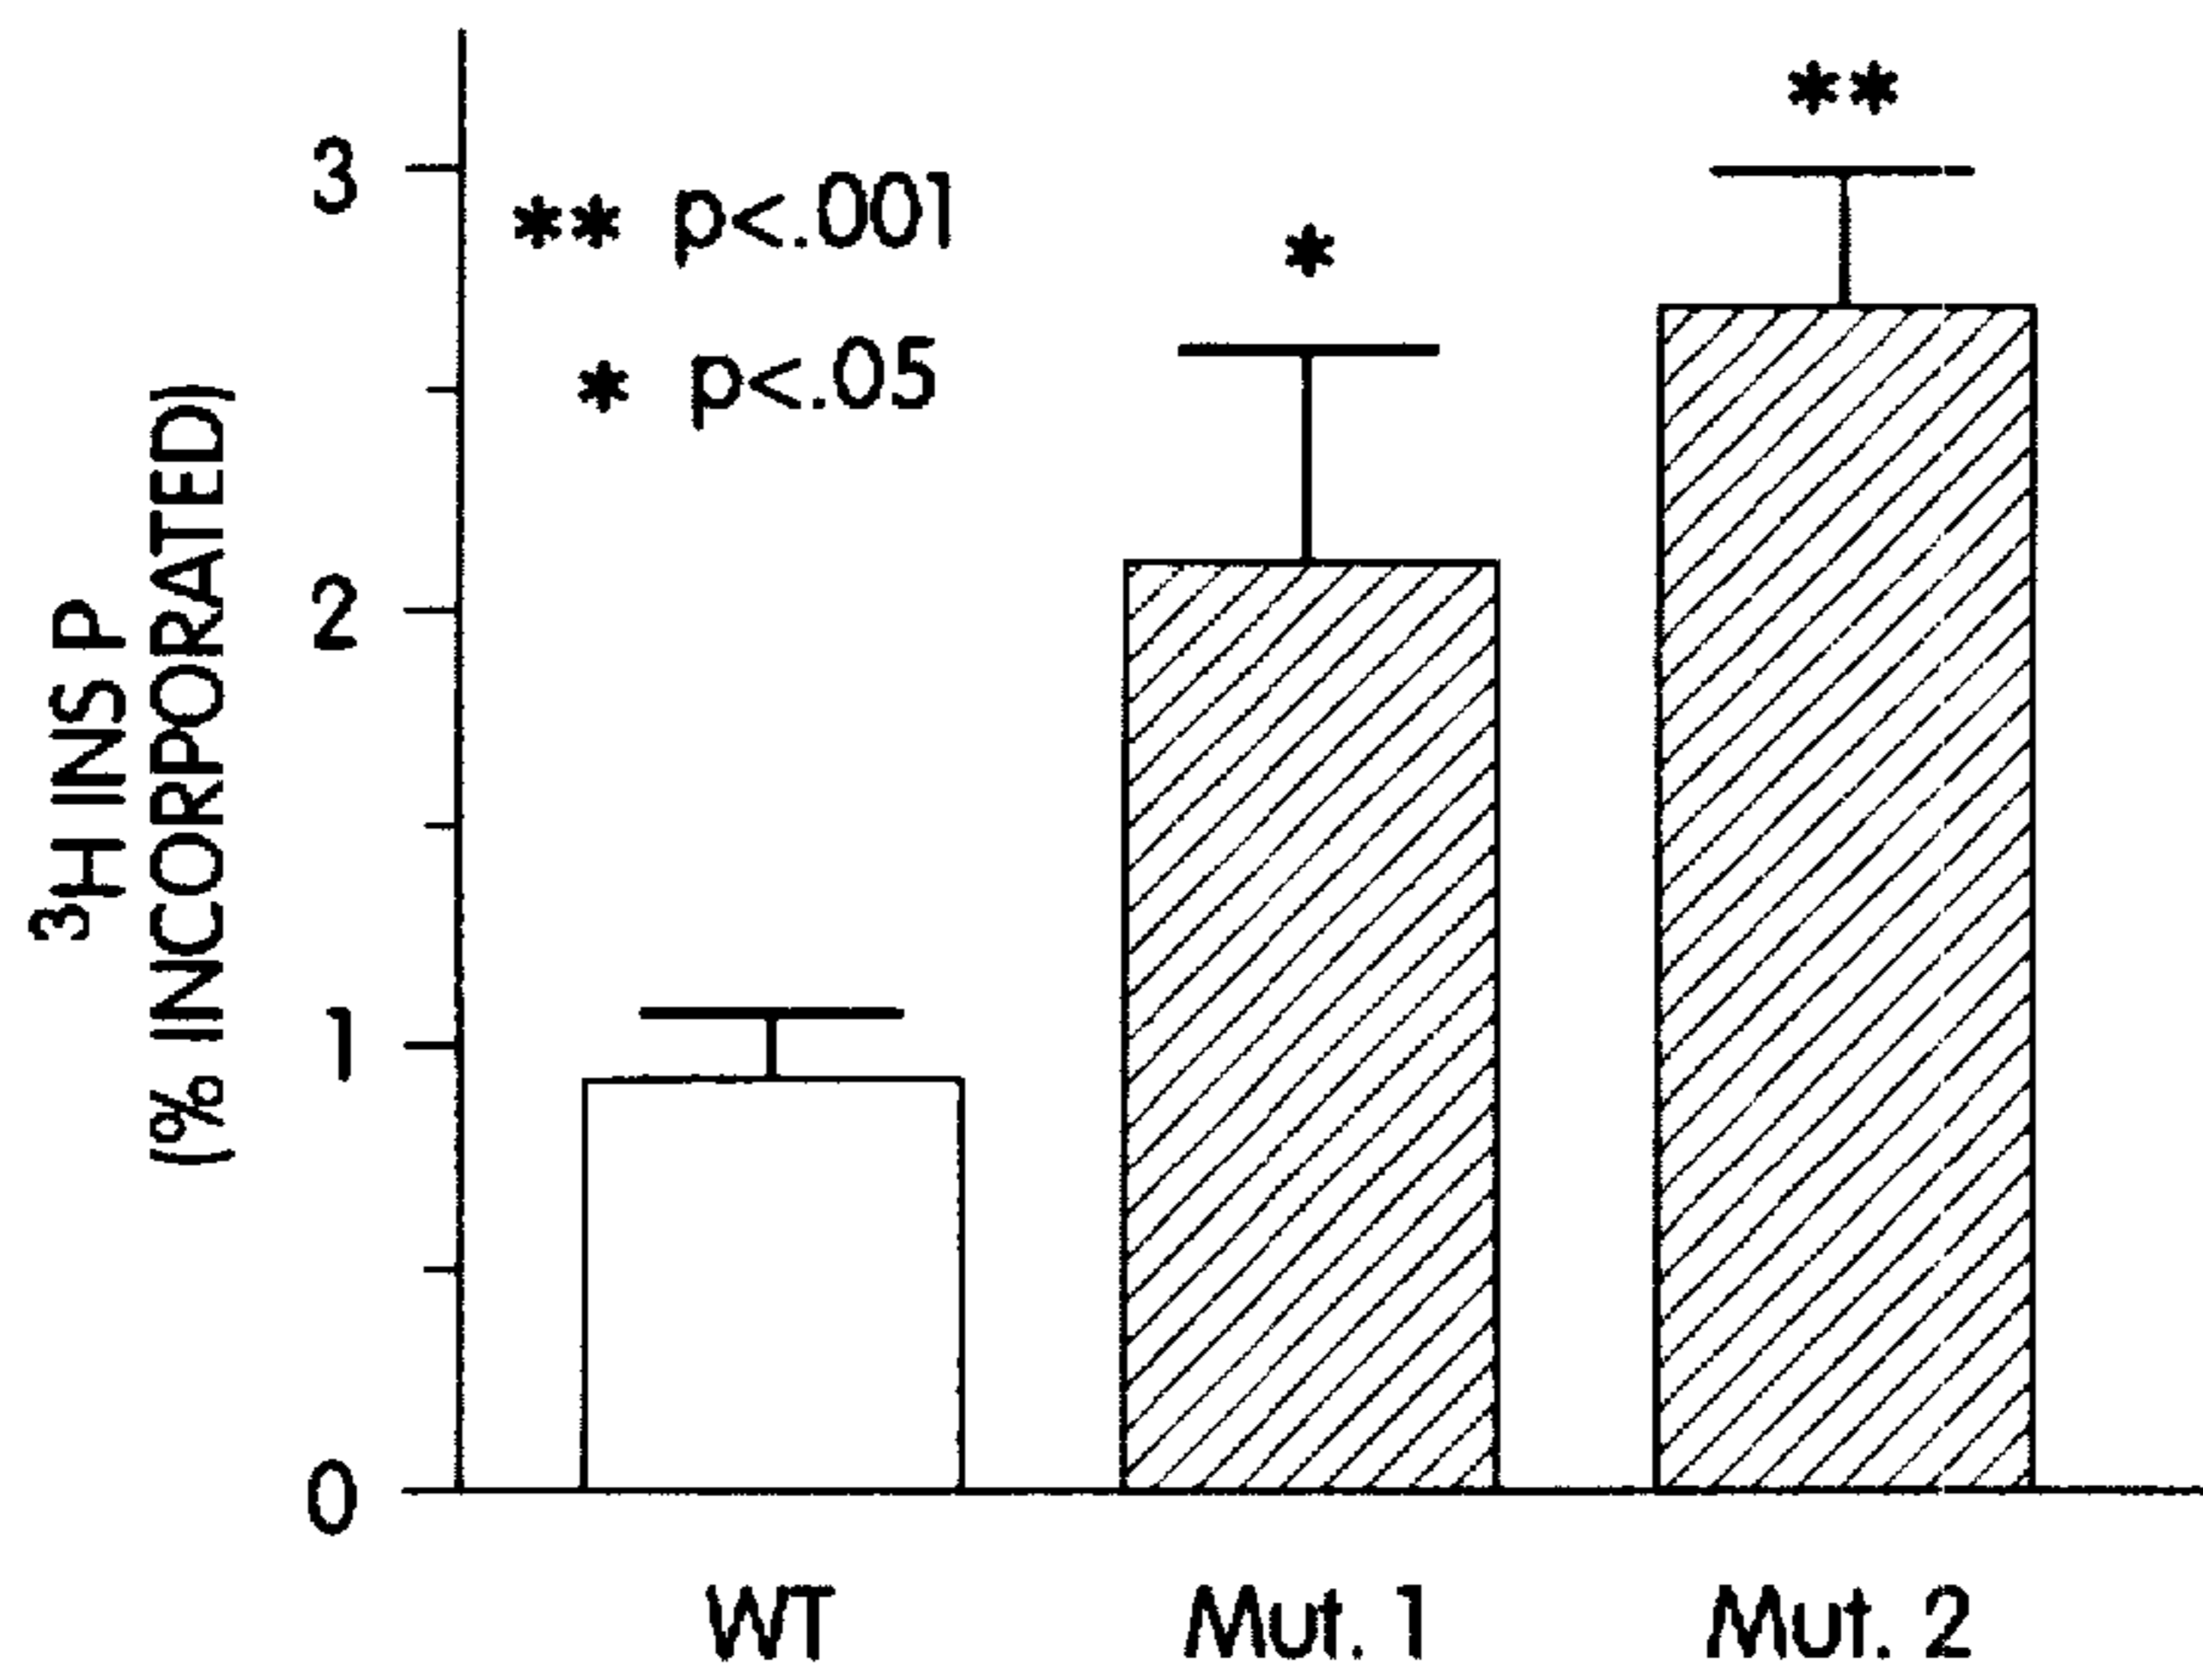 ³H INS P
(% INCORPORATED)
3
2
1
0
** p<.001
* p<.05
*
**
WT
Mut. 1
Mut. 2